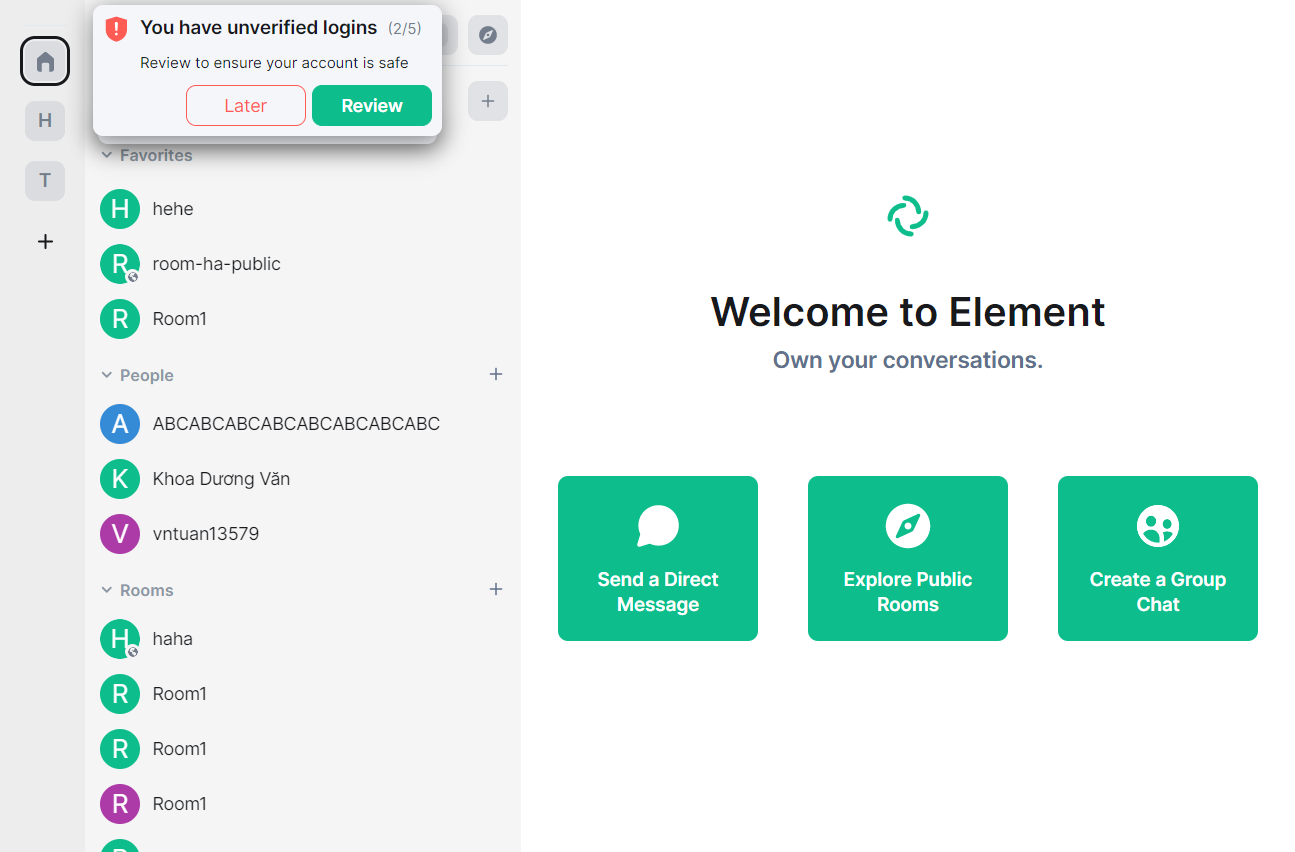 You have unverified logins (2/5)
Review to ensure your account is safe
Later
Review
H
T
Favorites
H hehe
R room-ha-public
R Room1
People
A ABCABCABCABCABCABCABCABC
K Khoa Dương Văn
V vntuan13579
Rooms
H haha
R Room1
R Room1
R Room1
Welcome to Element
Own your conversations.
Send a Direct
Message
Explore Public
Rooms
Create a Group
Chat